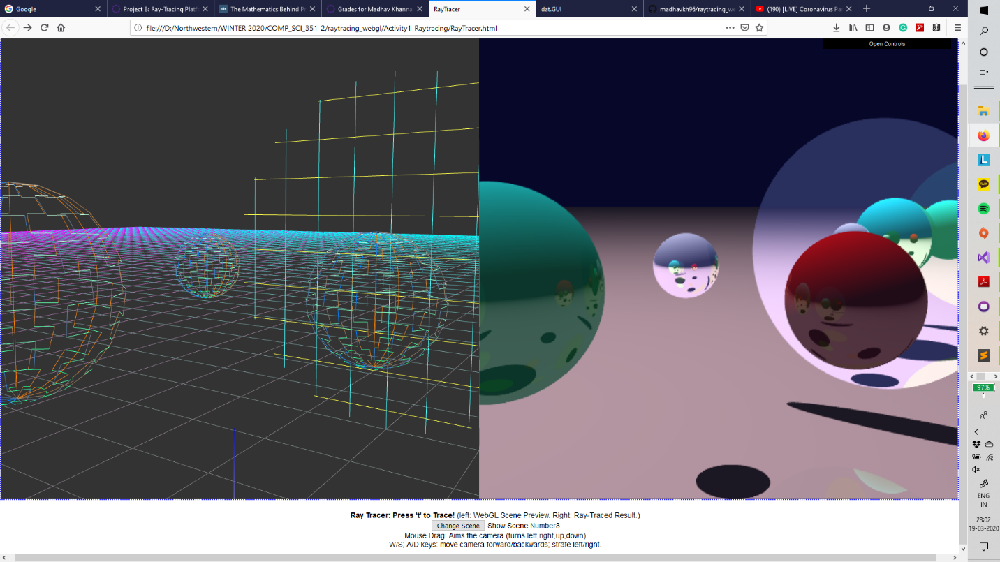 Google
Project B: Ray-Tracing Platf
The Mathematics Behind P
Grades for Madhav Khanna
RayTracer
dat.GUI
madhavkh96/raytracing_we
(190) [LIVE] Coronavirus Pa
file:///D:/Northwestern/WINTER 2020/COMP_SCI_351-2/raytracing_webgl/Activity1-Raytracing/RayTracer.html
Open Controls
Ray Tracer: Press 't' to Trace! (left: WebGL Scene Preview. Right: Ray-Traced Result.)
Change Scene Show Scene Number3
Mouse Drag: Aims the camera (turns left,right,up,down)
W/S; A/D keys: move camera forward/backwards; strafe left/right.
L
TALK
97%
ENG
IN
23:02
19-03-2020